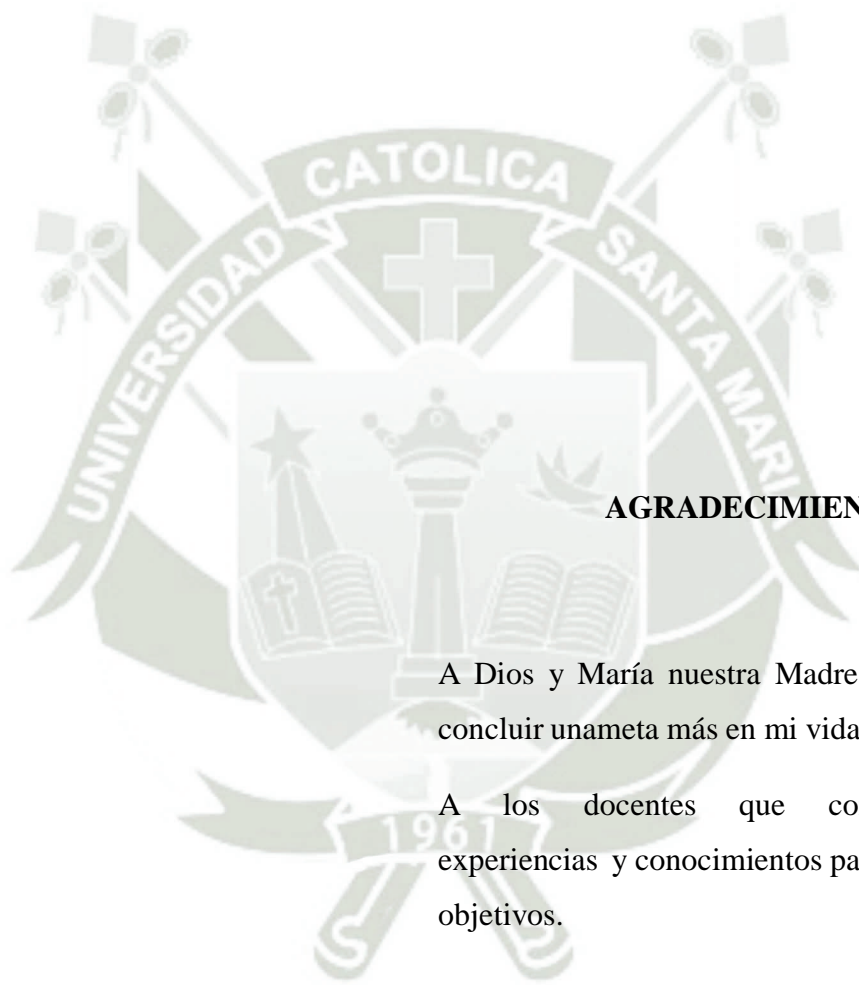 UNIVERSIDAD CATOLICA SANTA MARI
AGRADECIMIEN
A Dios y María nuestra Madre
concluir unameta más en mi vida
A los docentes que co
experiencias y conocimientos pa
objetivos.
1961